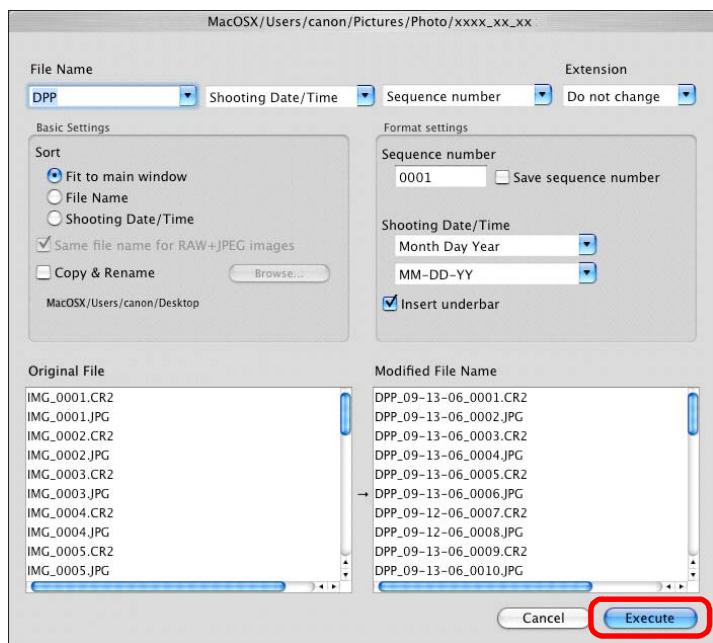 MacOSX/Users/canon/Pictures/Photo/xxxx_xx_xx
File Name
Extension
DPP
Shooting Date/Time
Sequence number
Do not change
Basic Settings
Sort
Fit to main window
File Name
Shooting Date/Time
Same file name for RAW+JPEG images
Copy & Rename
Browse...
MacOSX/Users/canon/Desktop
Format settings
Sequence number
0001
Save sequence number
Shooting Date/Time
Month Day Year
MM-DD-YY
Insert underbar
Original File
IMG_0001.CR2
IMG_0001.JPG
IMG_0002.CR2
IMG_0002.JPG
IMG_0003.CR2
IMG_0003.JPG
IMG_0004.CR2
IMG_0004.JPG
IMG_0005.CR2
IMG_0005.JPG
→
Modified File Name
DPP_09-13-06_0001.CR2
DPP_09-13-06_0002.JPG
DPP_09-13-06_0003.CR2
DPP_09-13-06_0004.JPG
DPP_09-13-06_0005.CR2
DPP_09-13-06_0006.JPG
DPP_09-12-06_0007.CR2
DPP_09-12-06_0008.JPG
DPP_09-13-06_0009.CR2
DPP_09-13-06_0010.JPG
Cancel
Execute